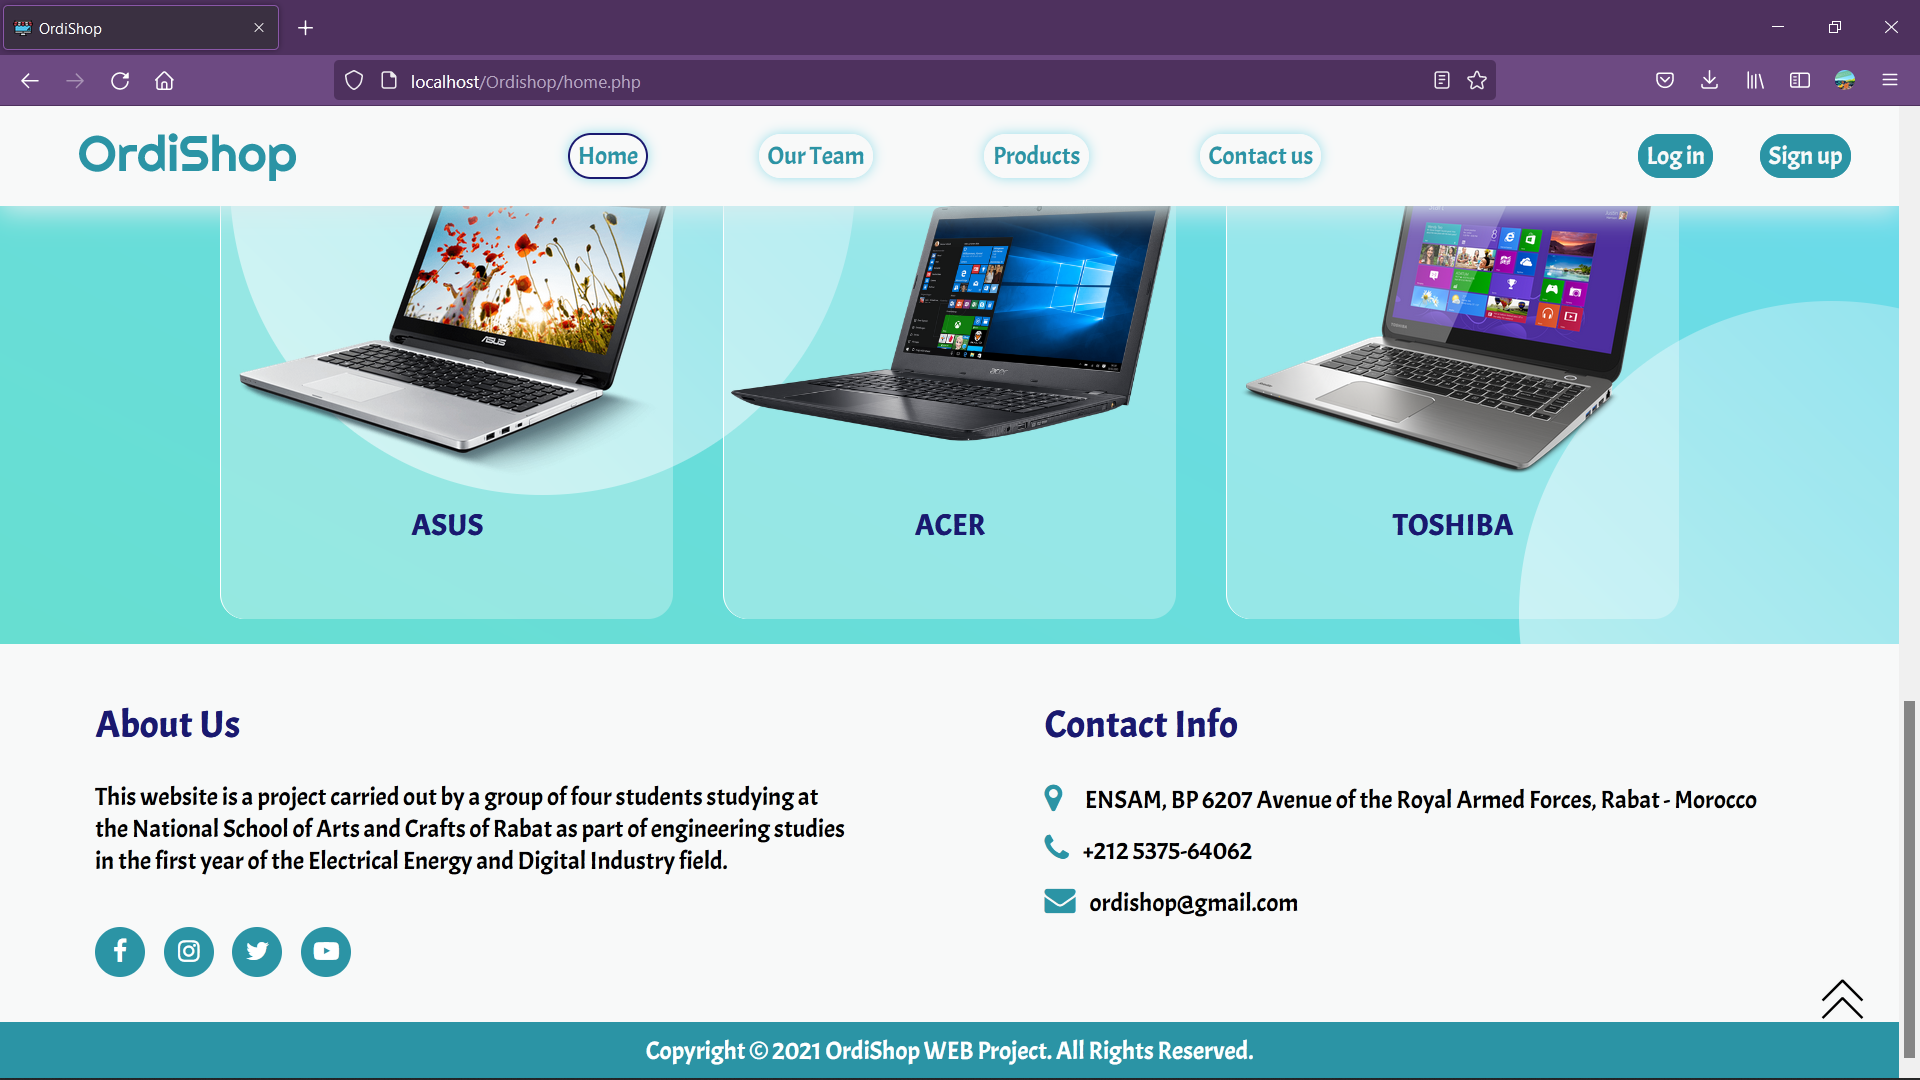 OrdiShop
localhost/Ordishop/home.php
OrdiShop
Home
Our Team
Products
Contact us
Log in
Sign up
ASUS
acer
TOSHIBA
ASUS
ACER
TOSHIBA
About Us
This website is a project carried out by a group of four students studying at
the National School of Arts and Crafts of Rabat as part of engineering studies
in the first year of the Electrical Energy and Digital Industry field.
Contact Info
ENSAM, BP 6207 Avenue of the Royal Armed Forces, Rabat - Morocco
+212 5375-64062
ordishop@gmail.com
Copyright © 2021 OrdiShop WEB Project. All Rights Reserved.